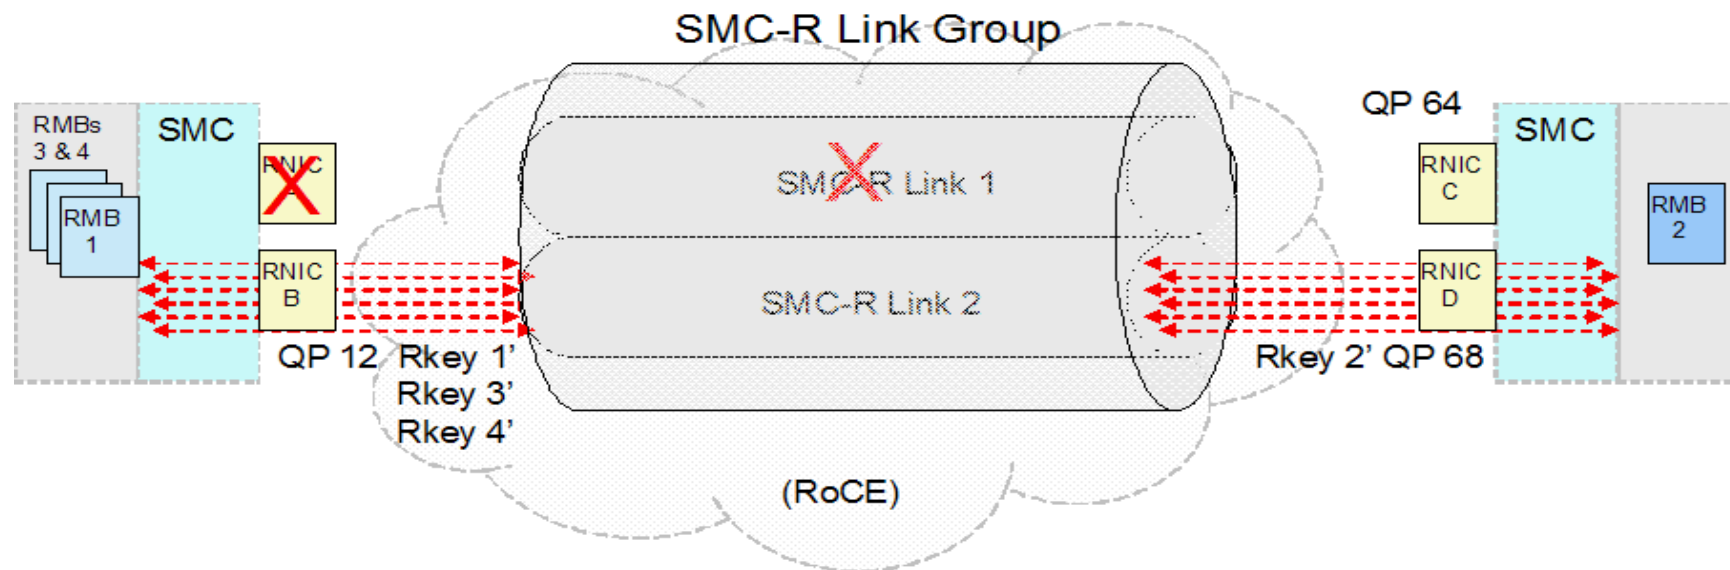 SMC-R Link Group
RMBs
3 & 4
SMC
RNIC
RMB
1
RNIC
B
QP 12 Rkey 1'
Rkey 3'
Rkey 4'
SMC-R Link 1
SMC-R Link 2
(RoCE)
QP 64
SMC
RNIC
C
RMB
2
RNIC
D
Rkey 2' QP 68